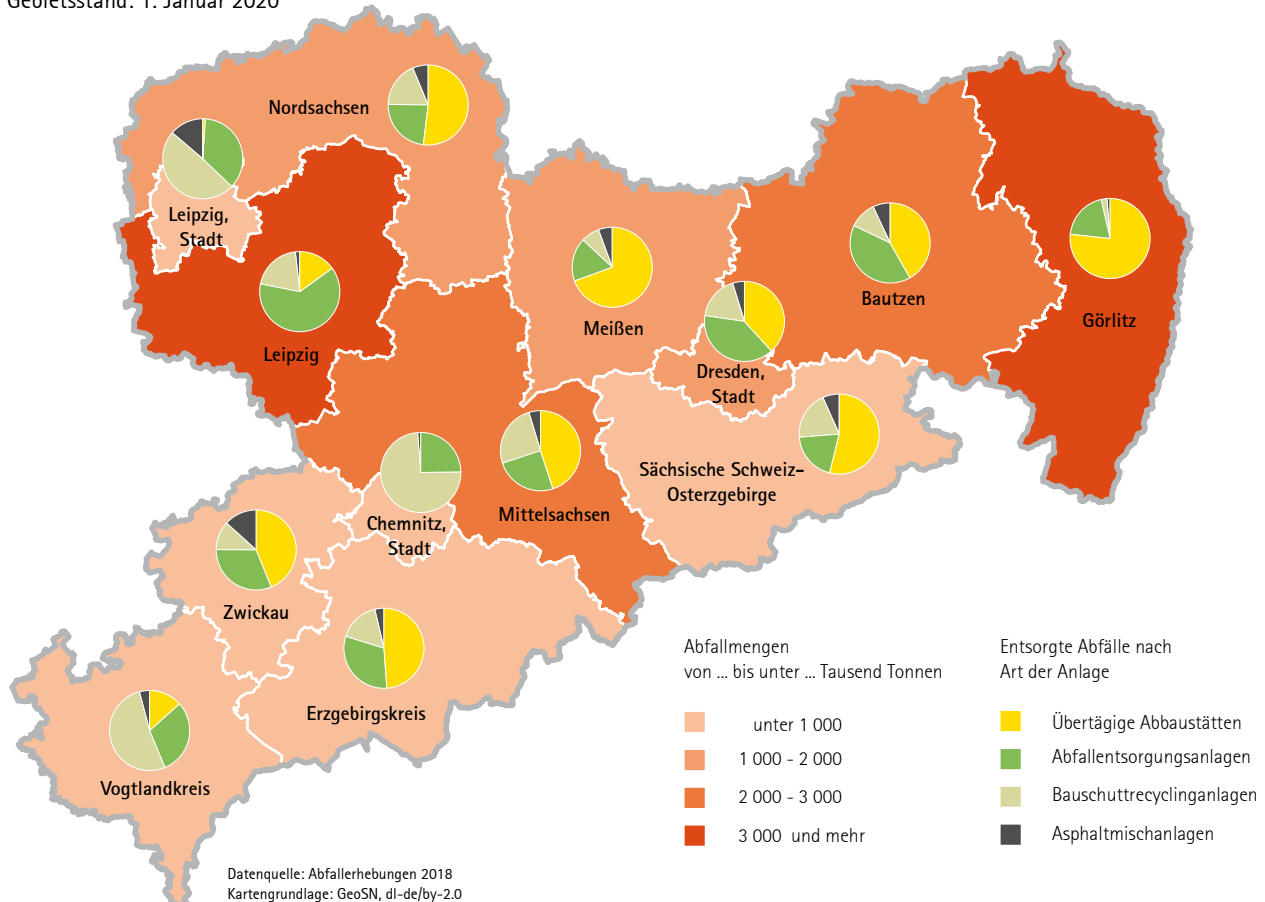 Gebietsstand: 1. Januar 2020
Nordsachsen
Leipzig,
Stadt
Leipzig
Meißen
Dresden,
Stadt
Bautzen
Görlitz
Sächsische Schweiz-
Osterzgebirge
Mittelsachsen
Chemnitz,
Stadt
Zwickau
Erzgebirgskreis
Vogtlandkreis
Abfallmengen
von ... bis unter ... Tausend Tonnen
unter 1 000
1 000 - 2 000
2 000 - 3 000
3 000 und mehr
Entsorgte Abfälle nach
Art der Anlage
Übertägige Abbaustätten
Abfallentsorgungsanlagen
Bauschuttrecyclinganlagen
Asphaltmischanlagen
Datenquelle: Abfallerhebungen 2018
Kartengrundlage: GeoSN, dl-de/by-2.0